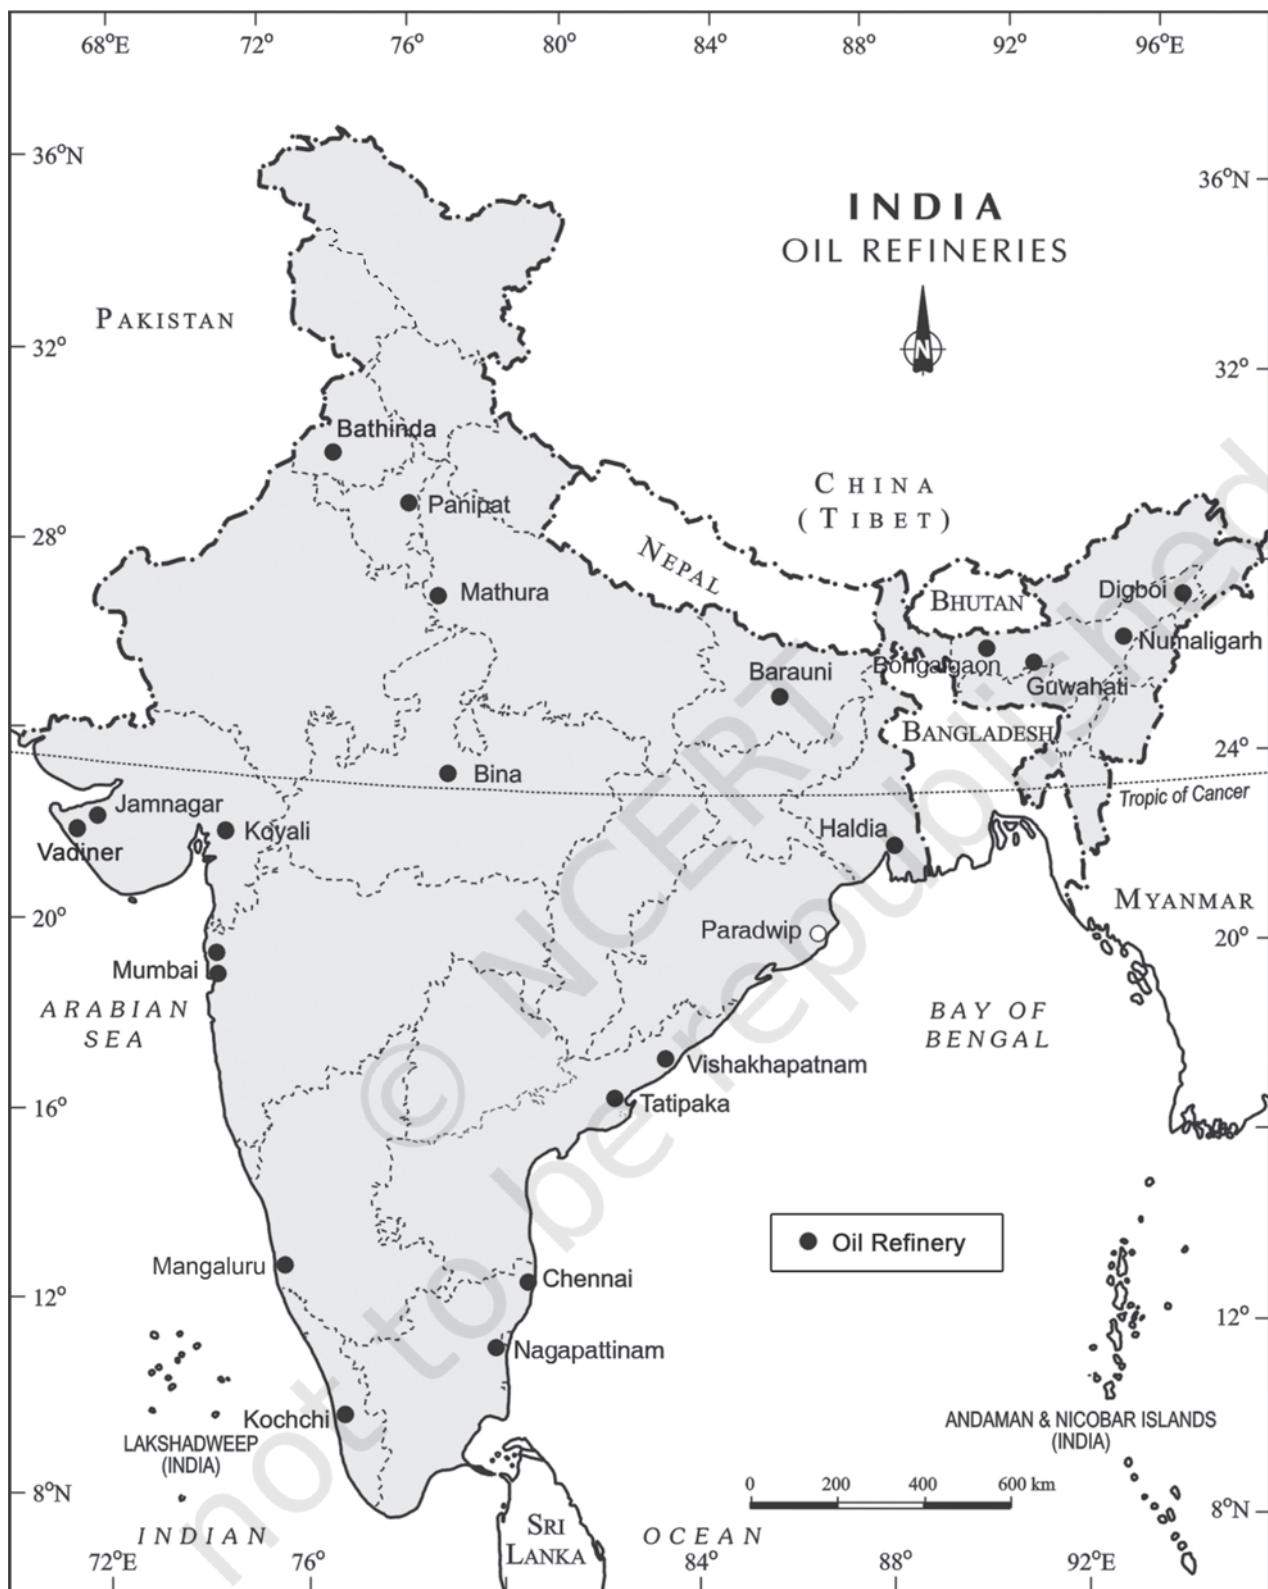 68°E 72° 76° 80° 84° 88° 92° 96°E
36°N
36°N
INDIA
OIL REFINERIES
N
PAKISTAN
32°
32°
Bathinda
CHINA
(TIBET)
Panipat
28°
NEPAL
Mathura
BHUTAN
Digboi
Numaligarh
Bongaigaon
Guwahati
Barauni
BANGLADESH
24°
Bina
Tropic of Cancer
Jamnagar
Koyali
Vadiner
Haldia
20°
MYANMAR
20°
Paradwip
Mumbai
ARABIAN
SEA
BAY OF
BENGAL
Vishakhapatnam
Tatipaka
16°
© NCERT
not to be republished
Oil Refinery
Mangaluru
Chennai
12°
12°
Nagapattinam
Kochchi
LAKSHADWEEP
(INDIA)
ANDAMAN & NICOBAR ISLANDS
(INDIA)
8°N
0 200 400 600 km
8°N
INDIAN
OCEAN
SRI
LANKA
72°E 76° 84° 88° 92°E